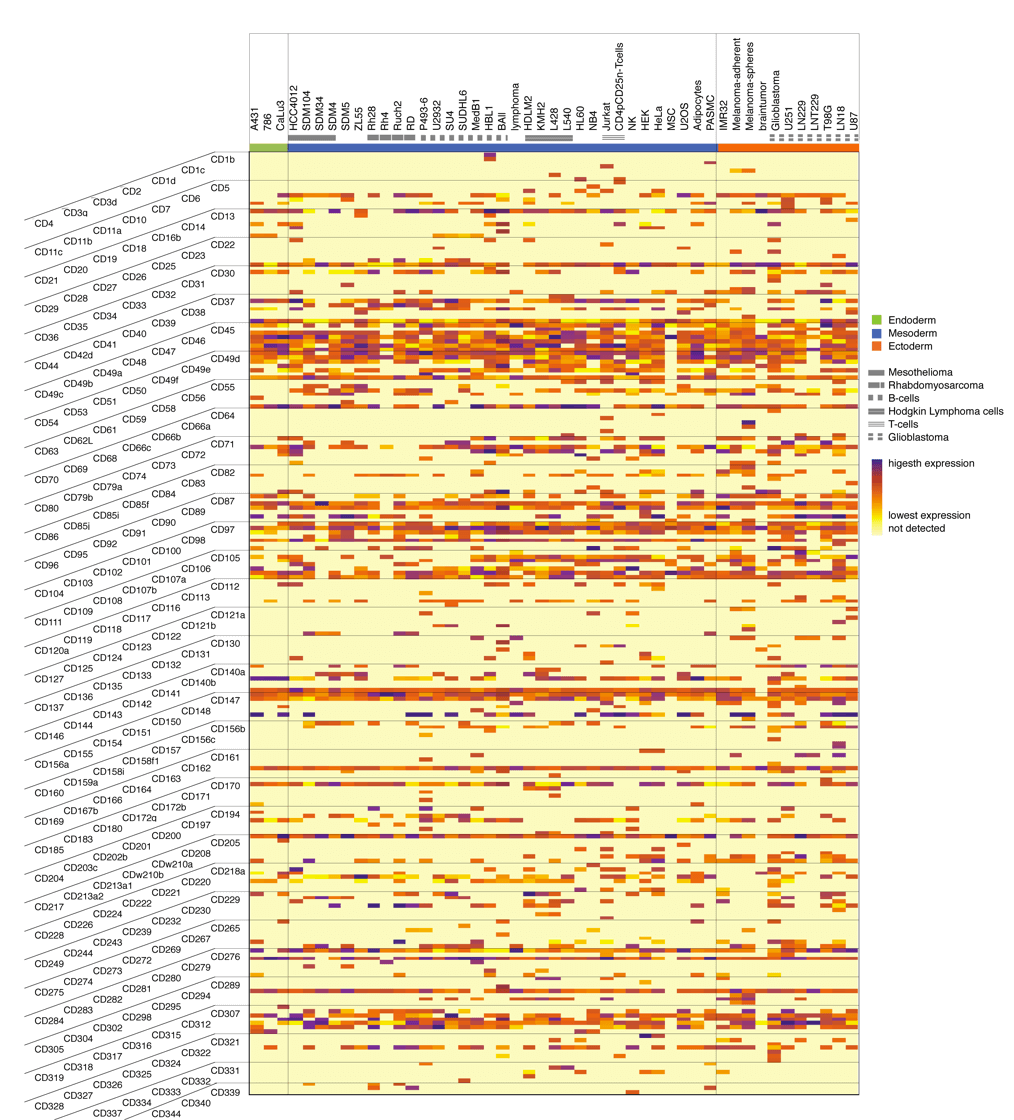 A431
786
CaLu3
HCC4012
SDM104
SDM34
SDM4
SDM5
ZL55
Rh28
Rh4
Ruch2
RD
P493-6
U2932
SU4
SUDHL6
MedB1
HBL1
BAll
lymphoma
HDLM2
KMH2
L428
L540
HL60
NB4
Jurkat
CD4pCD25n-Tcells
NK
HEK
HeLa
MSC
U2OS
Adipocytes
PASMC
IMR32
Melanoma-adherent
Melanoma-spheres
braintumor
Glioblastoma
U251
LN229
LNT229
T98G
LN18
U87
CD1b
CD1c
CD1d
CD2
CD3d
CD3q
CD4
CD5
CD6
CD7
CD10
CD11a
CD11b
CD11c
CD13
CD14
CD16b
CD18
CD19
CD20
CD21
CD22
CD23
CD25
CD26
CD27
CD28
CD29
CD30
CD31
CD32
CD33
CD34
CD35
CD36
CD37
CD38
CD39
CD40
CD41
CD42d
CD44
CD45
CD46
CD47
CD48
CD49a
CD49b
CD49c
CD49d
CD49e
CD49f
CD50
CD51
CD53
CD54
CD55
CD56
CD58
CD59
CD61
CD62L
CD63
CD64
CD66a
CD66b
CD66c
CD68
CD69
CD70
CD71
CD72
CD73
CD74
CD79a
CD79b
CD80
CD82
CD83
CD84
CD85f
CD85i
CD85i
CD86
CD87
CD89
CD90
CD91
CD92
CD95
CD96
CD97
CD98
CD100
CD101
CD102
CD103
CD104
CD105
CD106
CD107a
CD107b
CD108
CD109
CD111
CD112
CD113
CD116
CD117
CD118
CD119
CD120a
CD121a
CD121b
CD122
CD123
CD124
CD125
CD127
CD130
CD131
CD132
CD133
CD135
CD136
CD137
CD140a
CD140b
CD141
CD142
CD143
CD144
CD146
CD147
CD148
CD150
CD151
CD154
CD155
CD156a
CD156b
CD156c
CD157
CD158f1
CD158i
CD159a
CD160
CD161
CD162
CD163
CD164
CD166
CD167b
CD169
CD170
CD171
CD172b
CD172q
CD180
CD183
CD185
CD194
CD197
CD200
CD201
CD202b
CD203c
CD204
CD205
CD208
CDw210a
CDw210b
CD213a1
CD213a2
CD217
CD218a
CD220
CD221
CD222
CD224
CD226
CD228
CD229
CD230
CD232
CD239
CD243
CD244
CD249
CD265
CD267
CD269
CD272
CD273
CD274
CD275
CD276
CD279
CD280
CD281
CD282
CD283
CD284
CD289
CD294
CD295
CD298
CD302
CD304
CD305
CD307
CD312
CD315
CD316
CD317
CD318
CD319
CD321
CD322
CD324
CD325
CD326
CD327
CD328
CD331
CD332
CD333
CD334
CD337
CD339
CD340
CD344
Endoderm
Mesoderm
Ectoderm
Mesothelioma
Rhabdomyosarcoma
B-cells
Hodgkin Lymphoma cells
T-cells
Glioblastoma
higesth expression
lowest expression
not detected